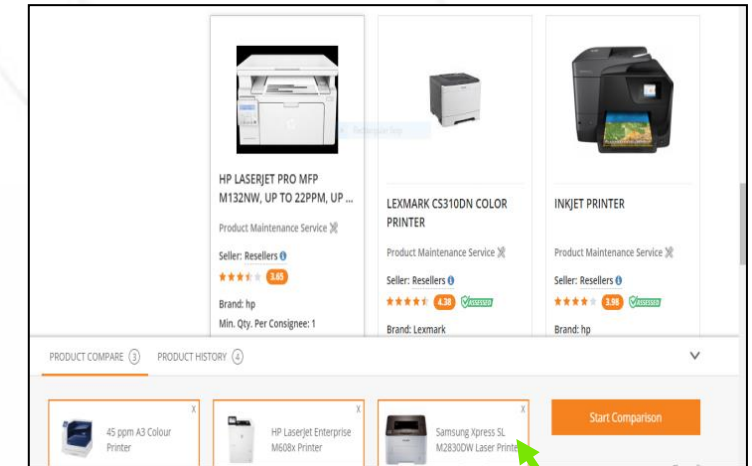 HP LASERJET PRO MFP
M132NW, UP TO 22PPM, UP ...
Product Maintenance Service
Seller: Resellers
3.65
Brand: hp
Min. Qty. Per Consignee: 1
LEXMARK CS310DN COLOR
PRINTER
Product Maintenance Service
Seller: Resellers
4.38 ASSESSED
Brand: Lexmark
INKJET PRINTER
Product Maintenance Service
Seller: Resellers
3.98 ASSESSED
Brand: hp
PRODUCT COMPARE 3 PRODUCT HISTORY 4
45 ppm A3 Colour
Printer
X
HP Laserjet Enterprise
M608x Printer
X
Samsung Xpress SL
M2830DW Laser Printer
X
Start Comparison